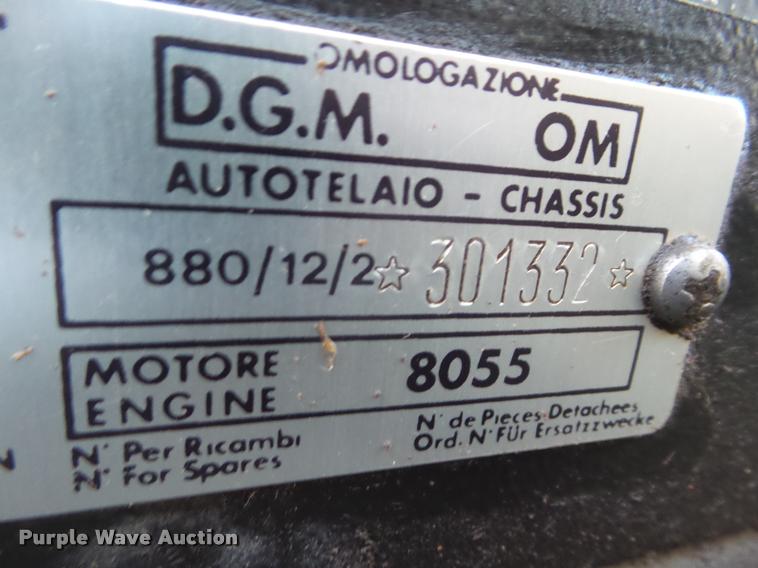 OMOLOGAZIONE
D.G.M. OM
AUTOTELAIO - CHASSIS
880/12/2☆301332☆
MOTORE 8055
ENGINE
N° Per Ricambi
N° For Spares
N° de Pieces Detachees
Ord. N° Für Ersatzzwecke
Purple Wave Auction